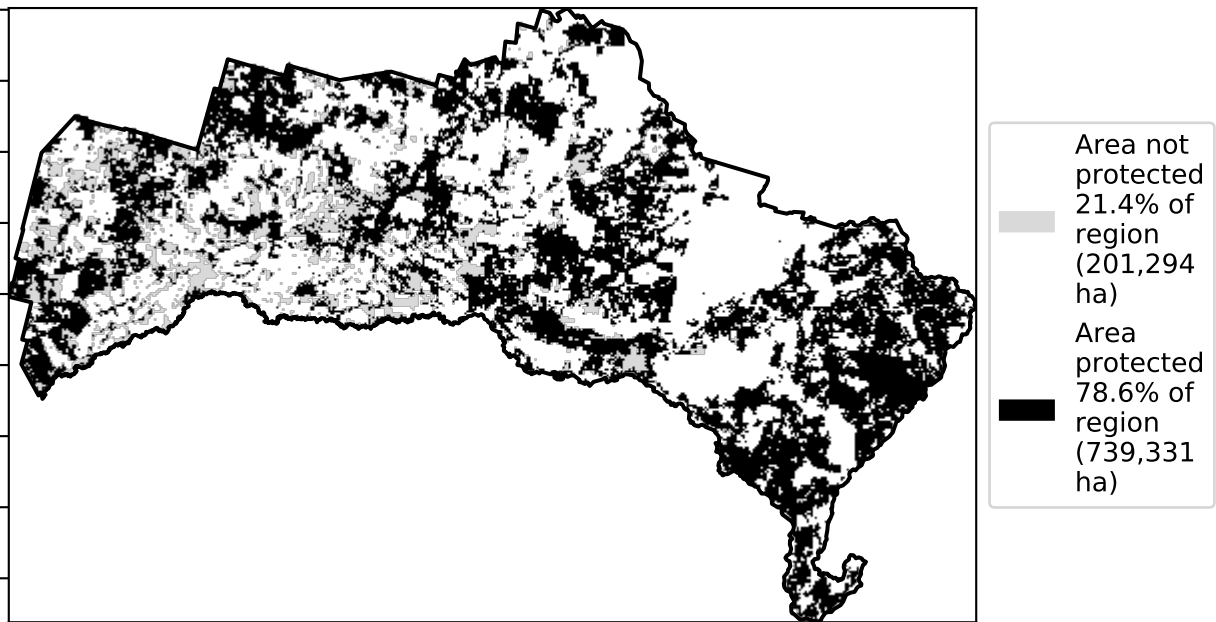 Area not
protected
21.4% of
region
(201,294
ha)
Area
protected
78.6% of
region
(739,331
ha)